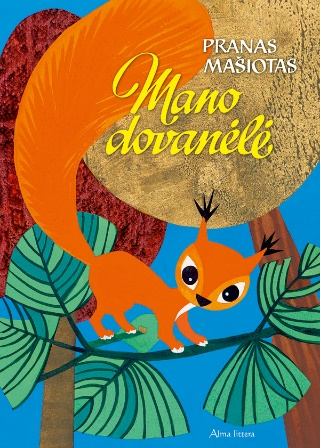 PRANAS
MAŠIOTAS
Mano
dovanėlė
Alma littera